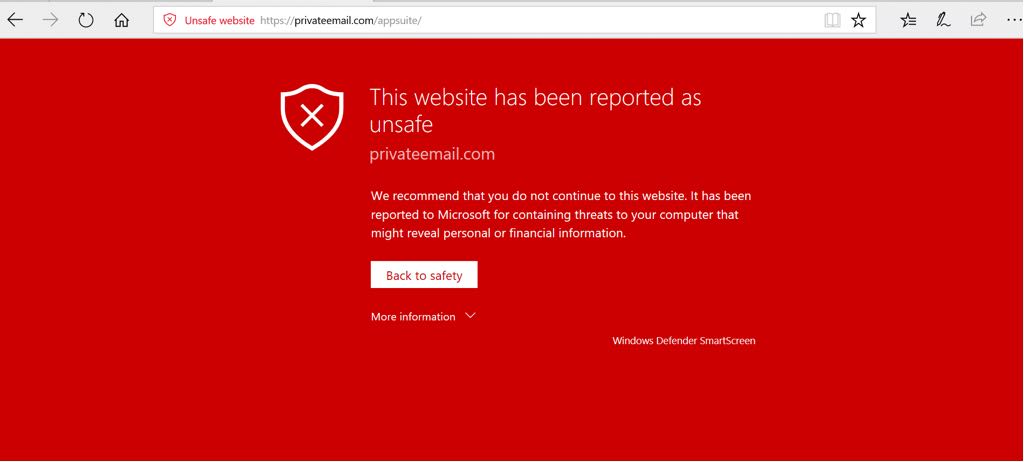 Unsafe website https://privateemail.com/appsuite/
This website has been reported as
unsafe
privateemail.com
We recommend that you do not continue to this website. It has been
reported to Microsoft for containing threats to your computer that
might reveal personal or financial information.
Back to safety
More information
Windows Defender SmartScreen